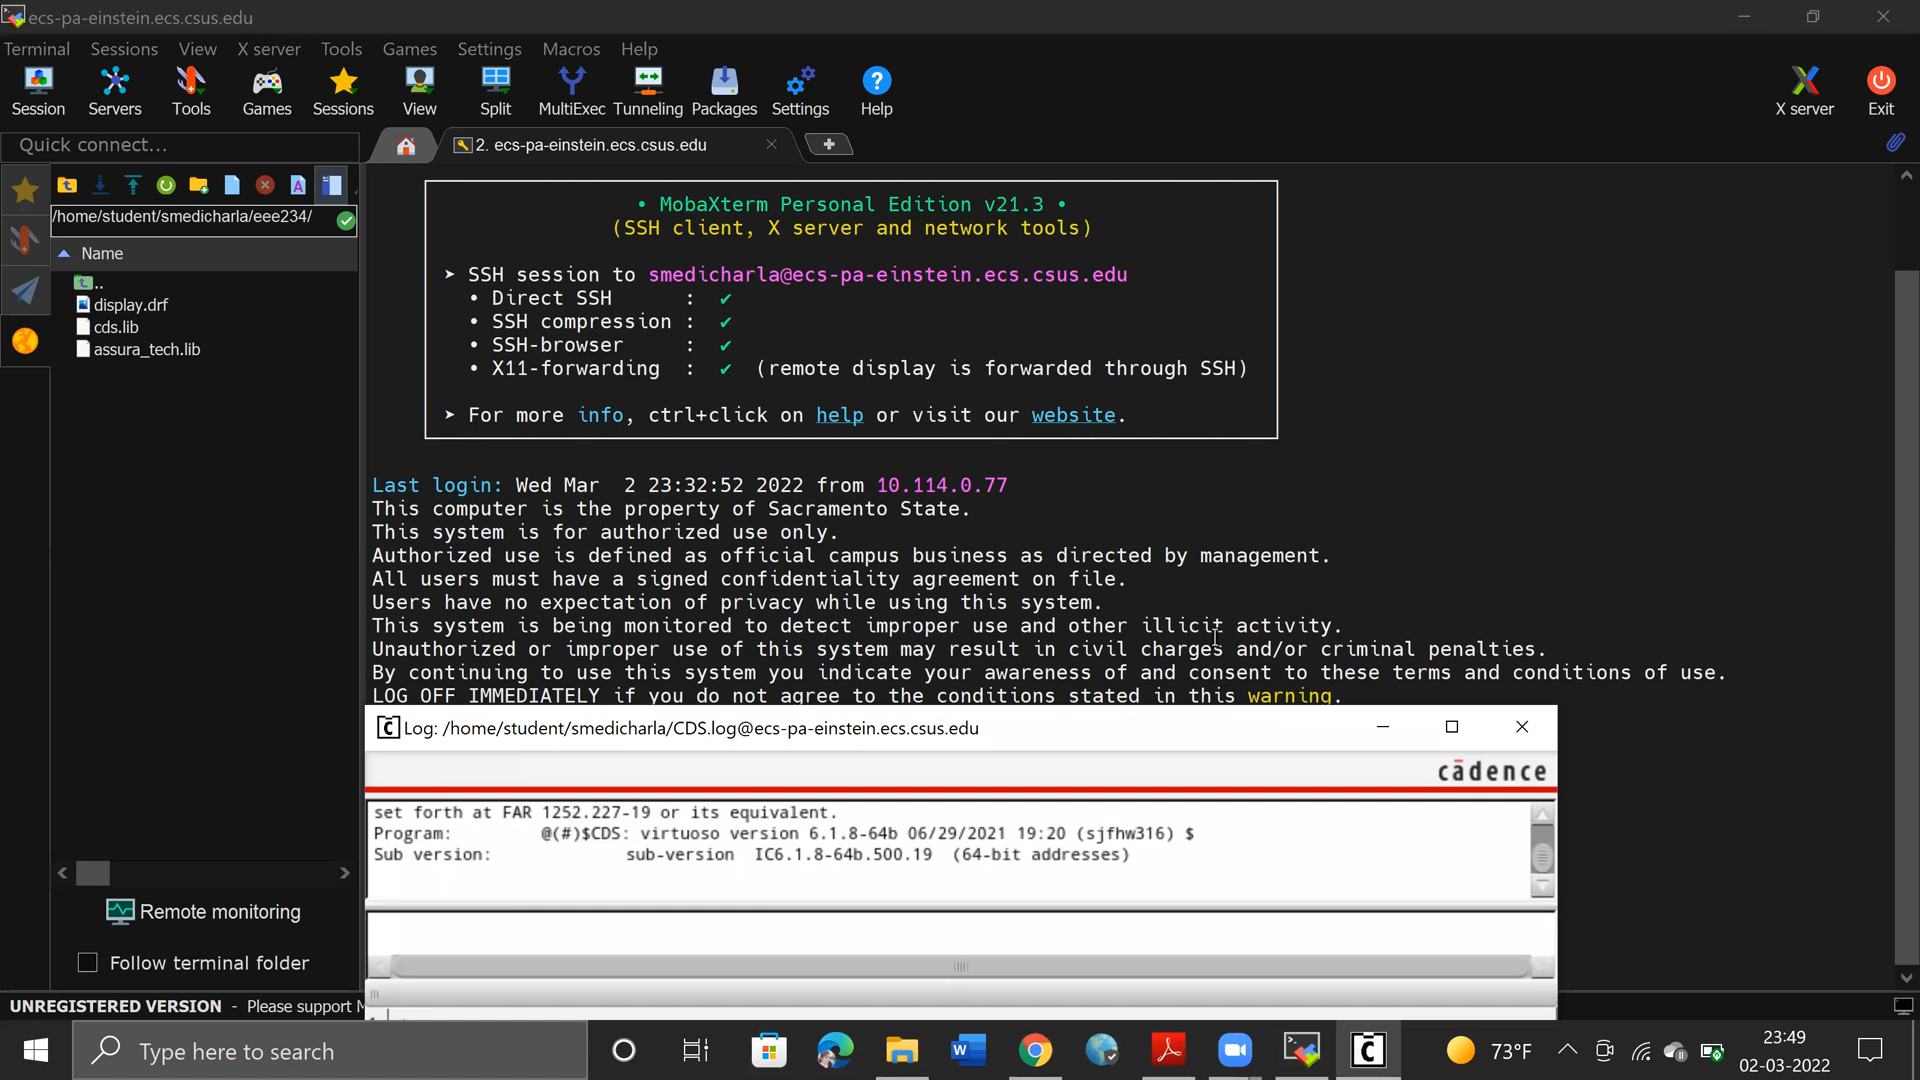 ecs-pa-einstein.ecs.csus.edu
Terminal Sessions View X server Tools Games Settings Macros Help
Session Servers Tools Games Sessions View Split MultiExec Tunneling Packages Settings Help X server Exit
Quick connect...
2. ecs-pa-einstein.ecs.csus.edu
/home/student/smedicharla/eee234/
Name
..
display.drf
cds.lib
assura_tech.lib
• MobaXterm Personal Edition v21.3 •
(SSH client, X server and network tools)
➤ SSH session to smedicharla@ecs-pa-einstein.ecs.csus.edu
• Direct SSH : ✔
• SSH compression : ✔
• SSH-browser : ✔
• X11-forwarding : ✔ (remote display is forwarded through SSH)
➤ For more info, ctrl+click on help or visit our website.
Last login: Wed Mar 2 23:32:52 2022 from 10.114.0.77
This computer is the property of Sacramento State.
This system is for authorized use only.
Authorized use is defined as official campus business as directed by management.
All users must have a signed confidentiality agreement on file.
Users have no expectation of privacy while using this system.
This system is being monitored to detect improper use and other illicit activity.
Unauthorized or improper use of this system may result in civil charges and/or criminal penalties.
By continuing to use this system you indicate your awareness of and consent to these terms and conditions of use.
LOG OFF IMMEDIATELY if you do not agree to the conditions stated in this warning.
Log: /home/student/smedicharla/CDS.log@ecs-pa-einstein.ecs.csus.edu
cādence
set forth at FAR 1252.227-19 or its equivalent.
Program: @(#)$CDS: virtuoso version 6.1.8-64b 06/29/2021 19:20 (sjfhw316) $
Sub version: sub-version IC6.1.8-64b.500.19 (64-bit addresses)
Remote monitoring
Follow terminal folder
UNREGISTERED VERSION - Please support
Type here to search
73°F
23:49
02-03-2022